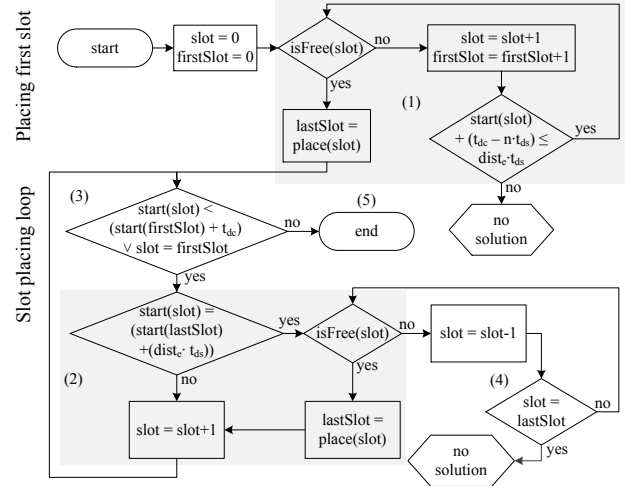 Placing first slot
start
slot = 0
firstSlot = 0
isFree(slot)
no
yes
slot = slot+1
firstSlot = firstSlot+1
(1)
lastSlot =
place(slot)
start(slot)
+ (t_dc – n·t_ds) ≤
dist_e·t_ds
yes
no
no
solution
Slot placing loop
(3)
start(slot) <
(start(firstSlot) + t_dc)
∨ slot = firstSlot
no
yes
(5)
end
(2)
start(slot) =
(start(lastSlot)
+(dist_e· t_ds))
yes
no
isFree(slot)
no
yes
slot = slot-1
(4)
slot =
lastSlot
no
yes
slot = slot+1
lastSlot =
place(slot)
no
solution